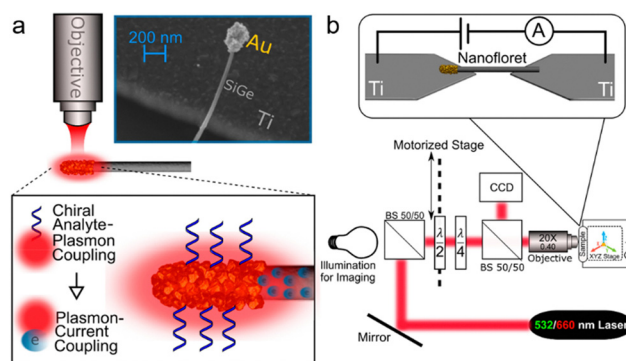 a
Objective
200 nm
Au
SiGe
Ti
Chiral
Analyte-
Plasmon
Coupling
Plasmon-
Current
Coupling
e
b
A
Nanofloret
Ti
Ti
Motorized Stage
CCD
BS 50/50
λ
2
λ
4
20X
0.40
Sample
XYZ Stage
Illumination
for Imaging
BS 50/50
Objective
Mirror
532/660 nm Laser